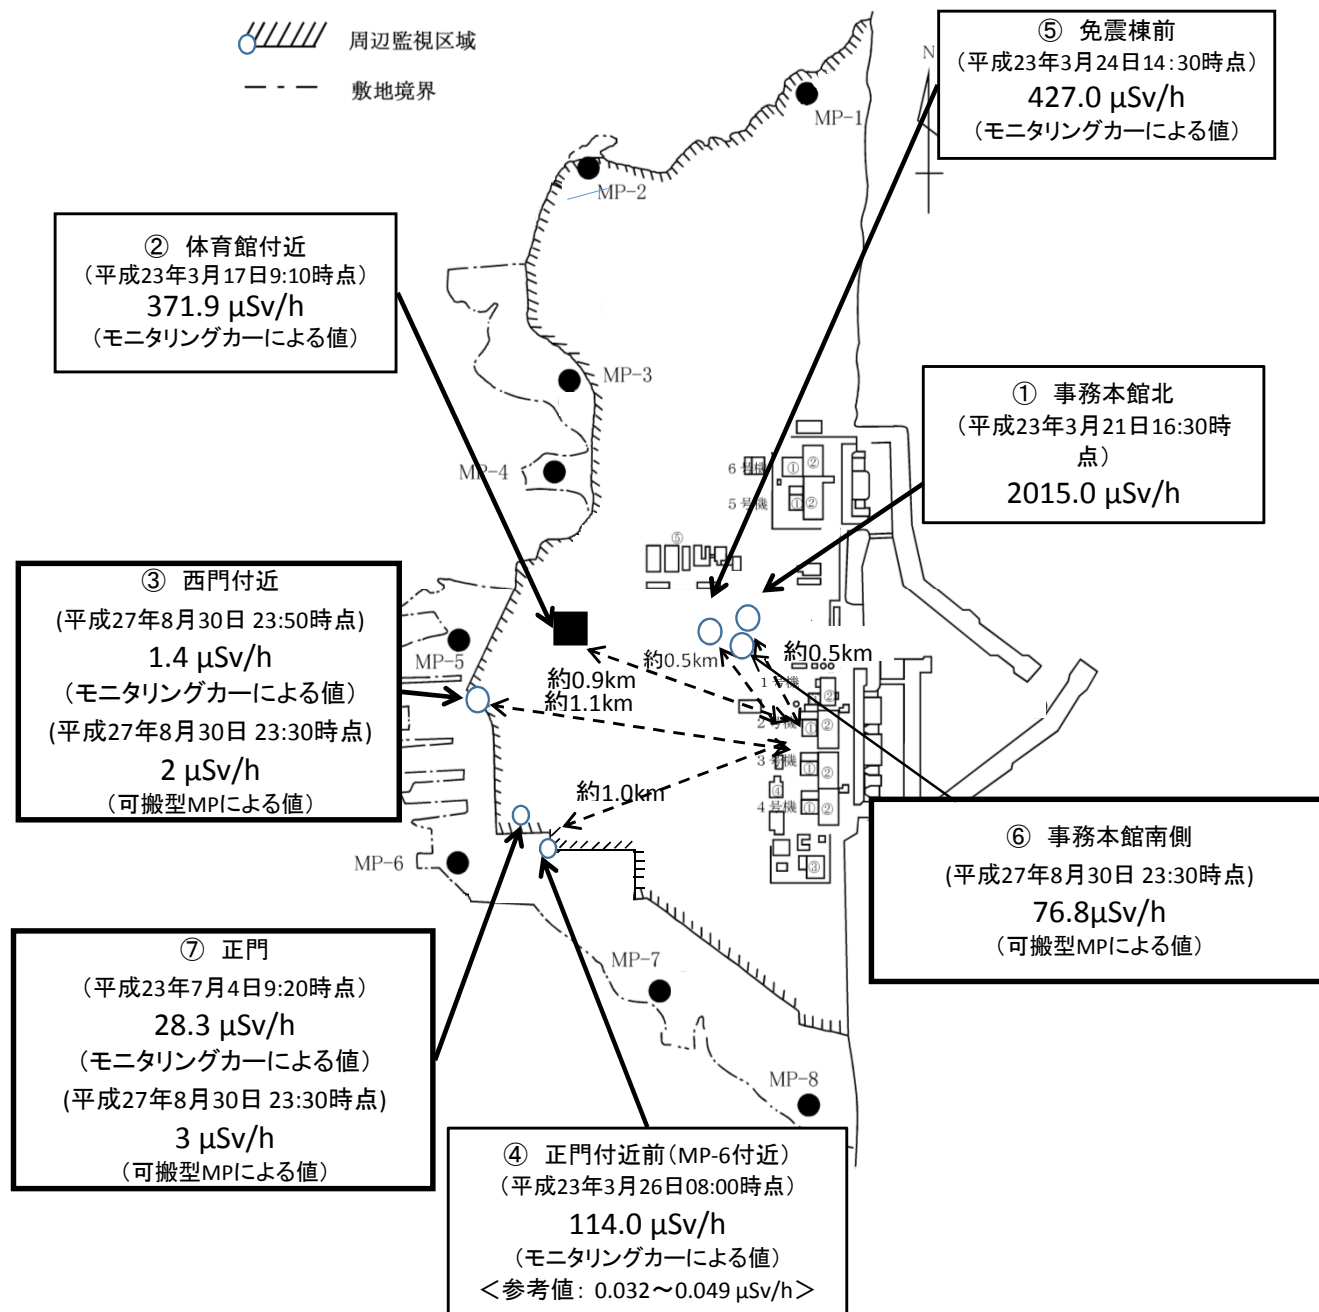 周辺監視区域
敷地境界
⑤ 免震棟前
（平成23年3月24日14：30時点）
427.0 μSv/h
（モニタリングカーによる値）
N
MP-1
MP-2
② 体育館付近
（平成23年3月17日9:10時点）
371.9 μSv/h
（モニタリングカーによる値）
MP-3
① 事務本館北
（平成23年3月21日16:30時
点）
2015.0 μSv/h
MP-4
6号機
①
②
5号機
①
②
⑤
③ 西門付近
(平成27年8月30日 23:50時点)
1.4 μSv/h
（モニタリングカーによる値）
(平成27年8月30日 23:30時点)
2 μSv/h
（可搬型MPによる値）
MP-5
約0.5km
約0.5km
約0.9km
約1.1km
1号機
②
2号機
①
②
3号機
①
②
④
約1.0km
4号機
①
②
③
MP-6
⑥ 事務本館南側
(平成27年8月30日 23:30時点)
76.8μSv/h
（可搬型MPによる値）
⑦ 正門
（平成23年7月4日9:20時点）
28.3 μSv/h
（モニタリングカーによる値）
(平成27年8月30日 23:30時点)
3 μSv/h
（可搬型MPによる値）
MP-7
MP-8
④ 正門付近前（MP-6付近）
（平成23年3月26日08:00時点）
114.0 μSv/h
（モニタリングカーによる値）
＜参考値： 0.032～0.049 μSv/h＞